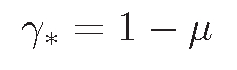 γ∗ = 1 − μ